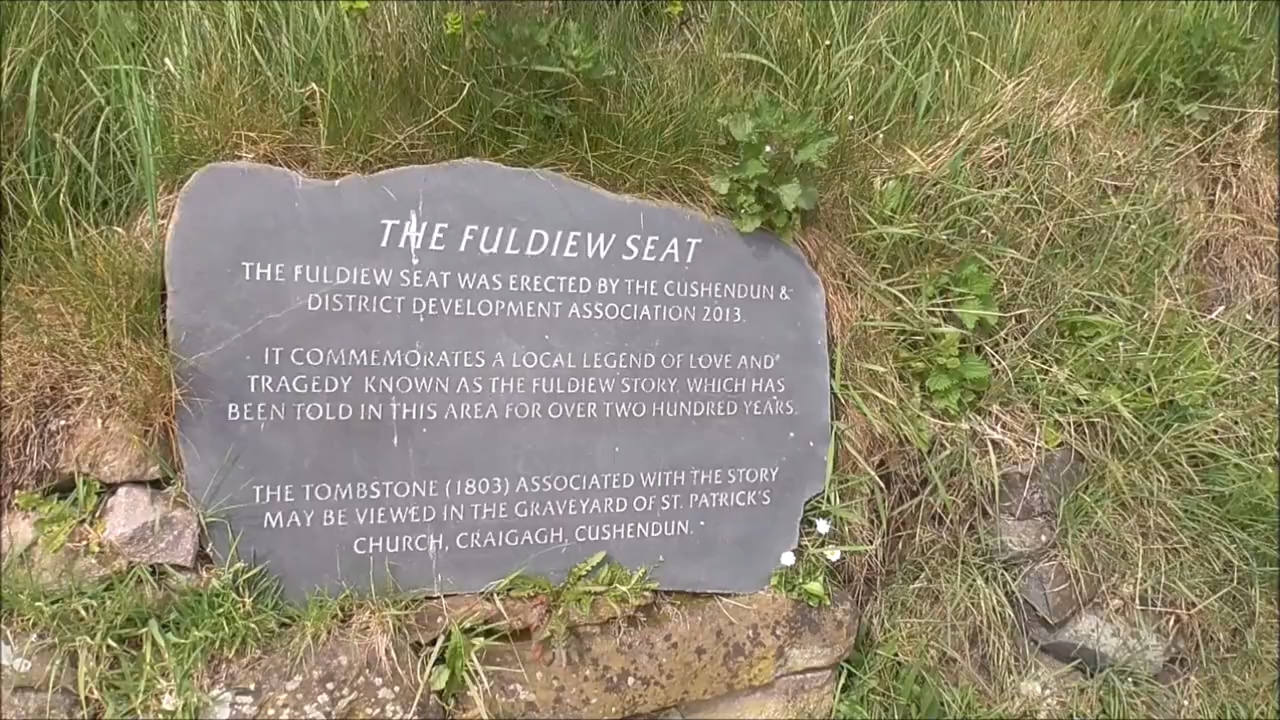 THE FULDIEW SEAT
THE FULDIEW SEAT WAS ERECTED BY THE CUSHENDUN &
DISTRICT DEVELOPMENT ASSOCIATION 2013.
IT COMMEMORATES A LOCAL LEGEND OF LOVE AND
TRAGEDY KNOWN AS THE FULDIEW STORY, WHICH HAS
BEEN TOLD IN THIS AREA FOR OVER TWO HUNDRED YEARS.
THE TOMBSTONE (1803) ASSOCIATED WITH THE STORY
MAY BE VIEWED IN THE GRAVEYARD OF ST. PATRICK'S
CHURCH, CRAIGAGH, CUSHENDUN.